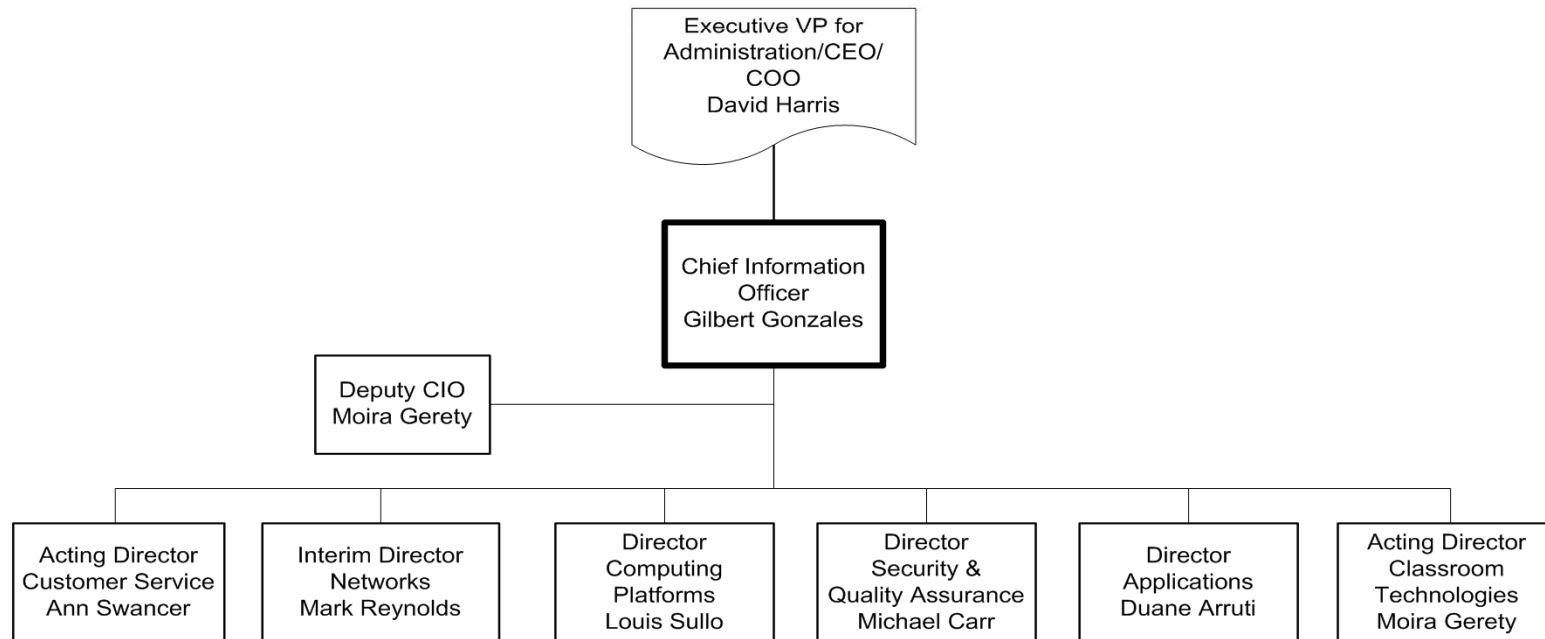 Executive VP for
Administration/CEO/
COO
David Harris
Chief Information
Officer
Gilbert Gonzales
Deputy CIO
Moira Gerety
Acting Director
Customer Service
Ann Swancer
Interim Director
Networks
Mark Reynolds
Director
Computing
Platforms
Louis Sullo
Director
Security &
Quality Assurance
Michael Carr
Director
Applications
Duane Arruti
Acting Director
Classroom
Technologies
Moira Gerety